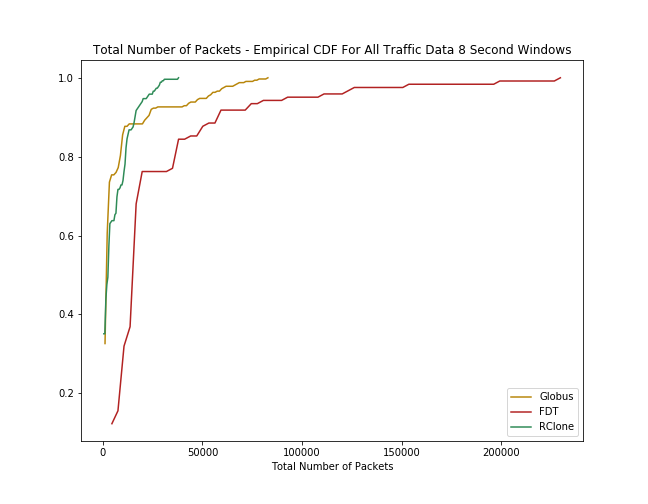 Total Number of Packets - Empirical CDF For All Traffic Data 8 Second Windows
1.0
0.8
0.6
0.4
0.2
Globus
FDT
RClone
0 50000 100000 150000 200000
Total Number of Packets